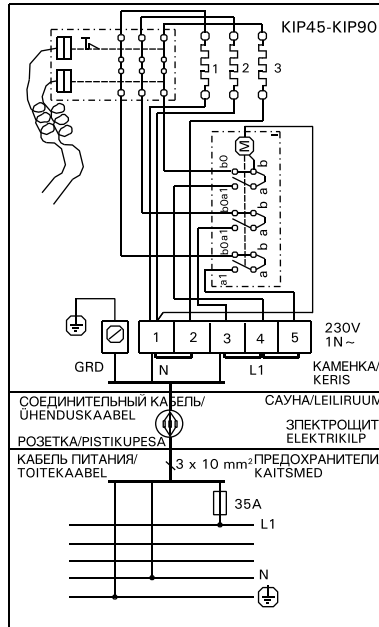 KIP45-KIP90
1 2 3
M
b0 b
b0a1 a b
b0a1 a b
a1 a
1 2 3 4 5
230V
1N~
GRD N L1
КАМЕНКА/
KERIS
СОЕДИНИТЕЛЬНЫЙ КАБЕЛЬ/
ÜHENDUSKAABEL
САУНА/LEILIRUUM
РОЗЕТКА/PISTIKUPESA
ЗПЕКТРОЩИТ
ELEKTRIKILP
КАБЕЛЬ ПИТАНИЯ/
TOITEKAABEL
3 x 10 mm²
ПРЕДОХРАНИТЕЛИ
KAITSMED
35A
L1
N